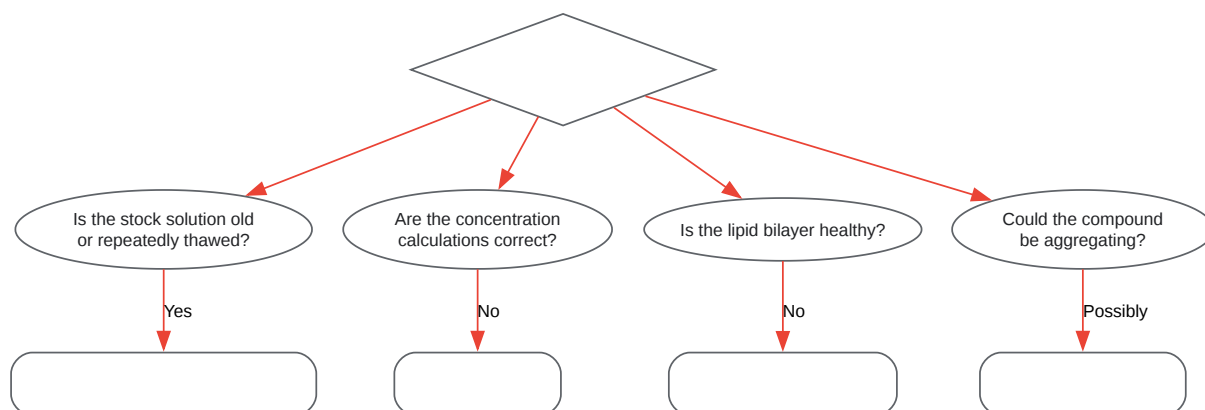 Is the stock solution old
or repeatedly thawed?
Are the concentration
calculations correct?
Is the lipid bilayer healthy?
Could the compound
be aggregating?
Yes
No
No
Possibly